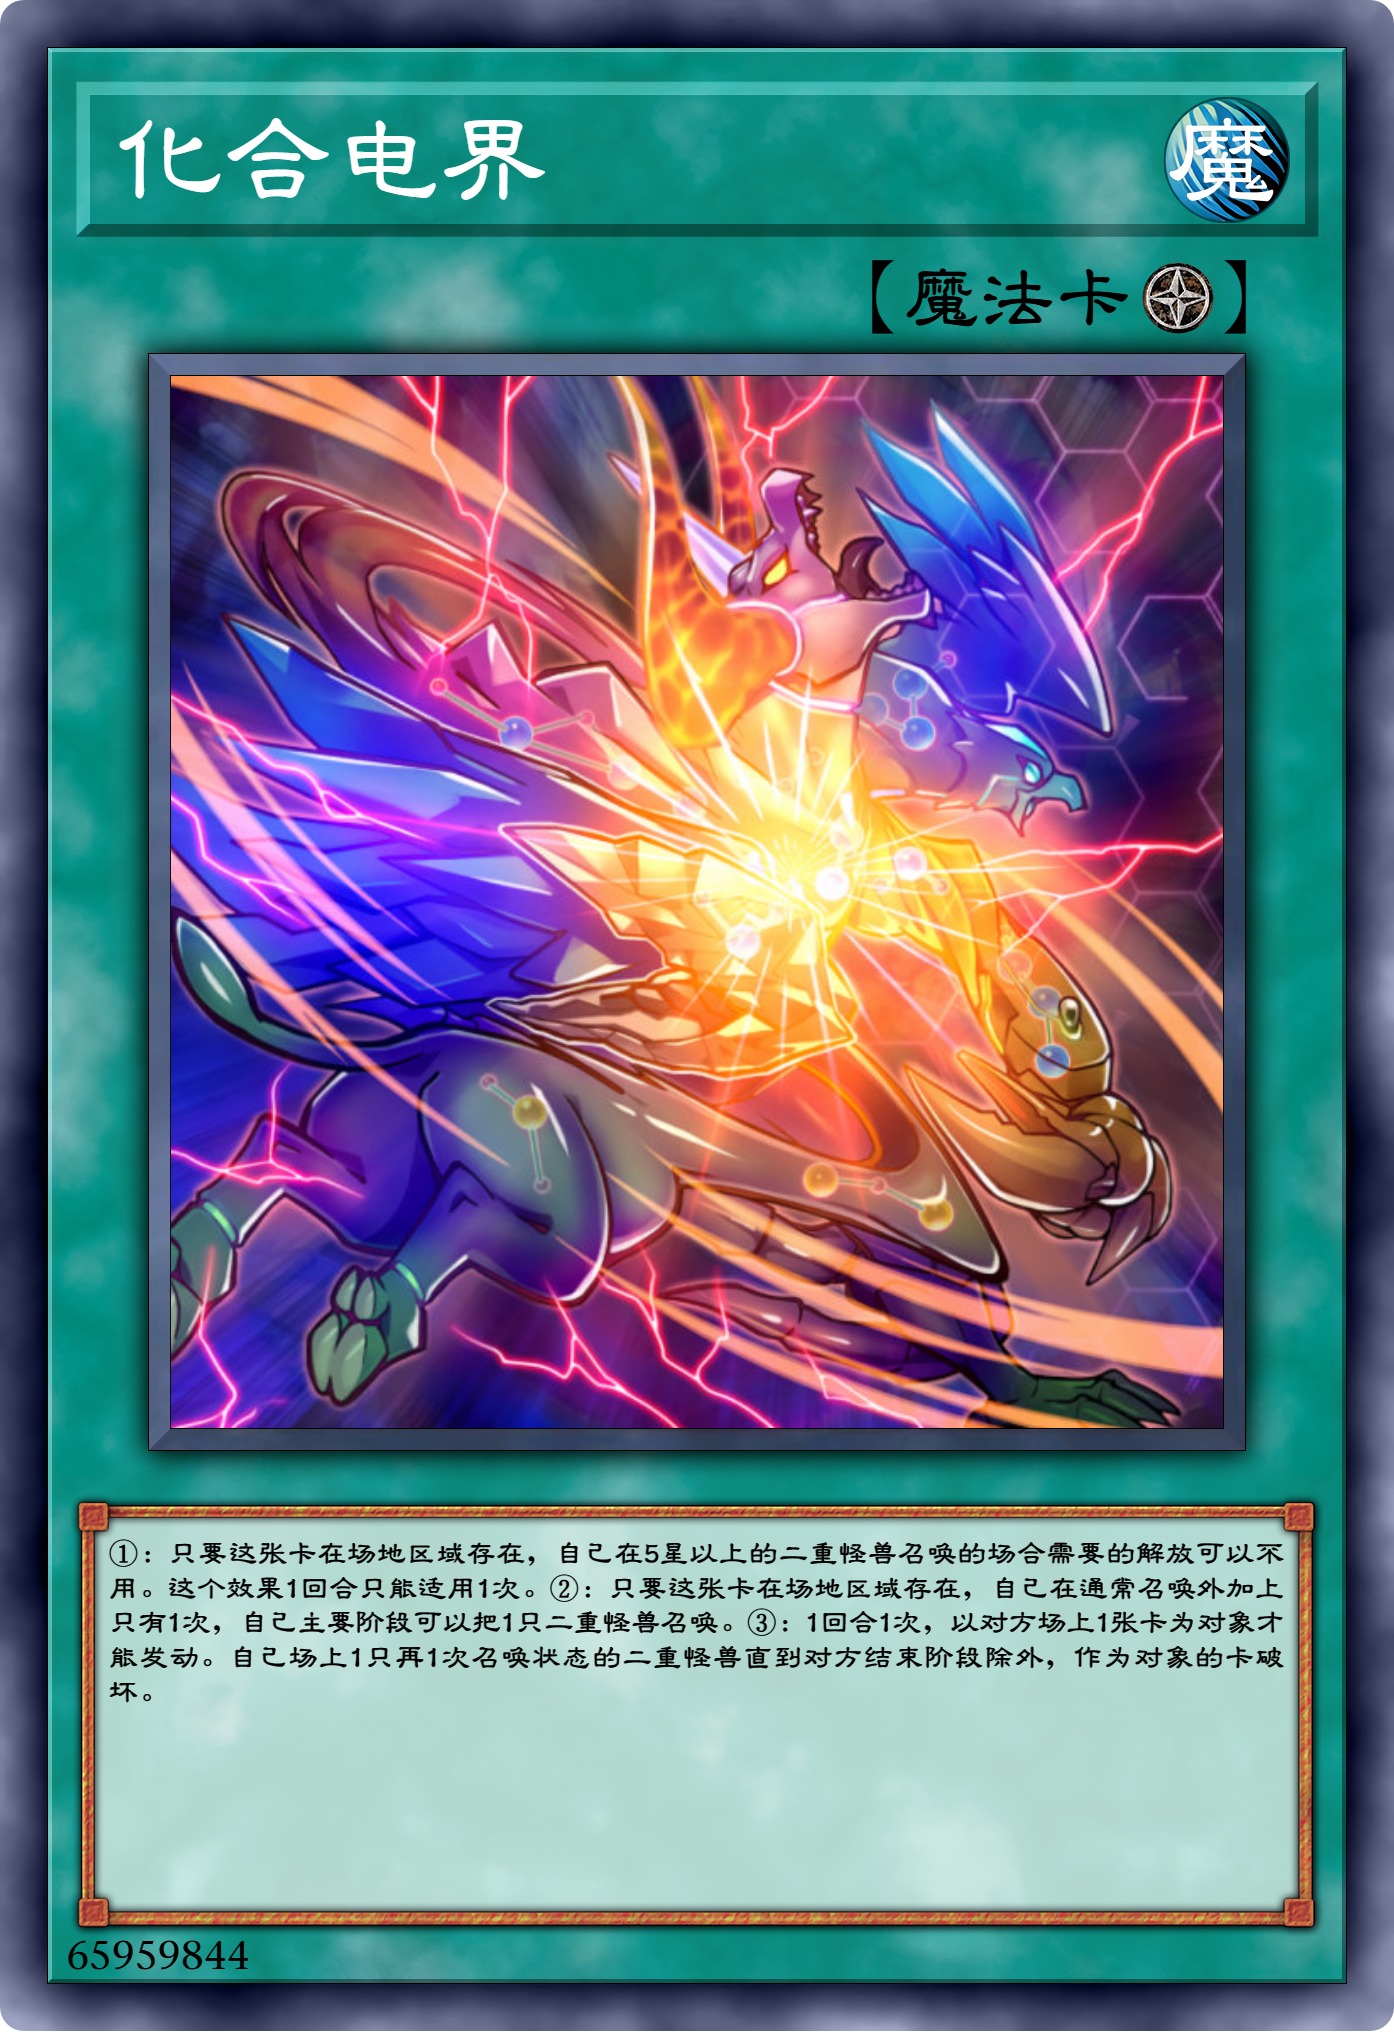 化合电界
魔
【魔法卡】
①：只要这张卡在场地区域存在，自己在5星以上的二重怪兽召唤的场合需要的解放可以不
用。这个效果1回合只能适用1次。②：只要这张卡在场地区域存在，自己在通常召唤外加上
只有1次，自己主要阶段可以把1只二重怪兽召唤。③：1回合1次，以对方场上1张卡为对象才
能发动。自己场上1只再1次召唤状态的二重怪兽直到对方结束阶段除外，作为对象的卡破
坏。
65959844